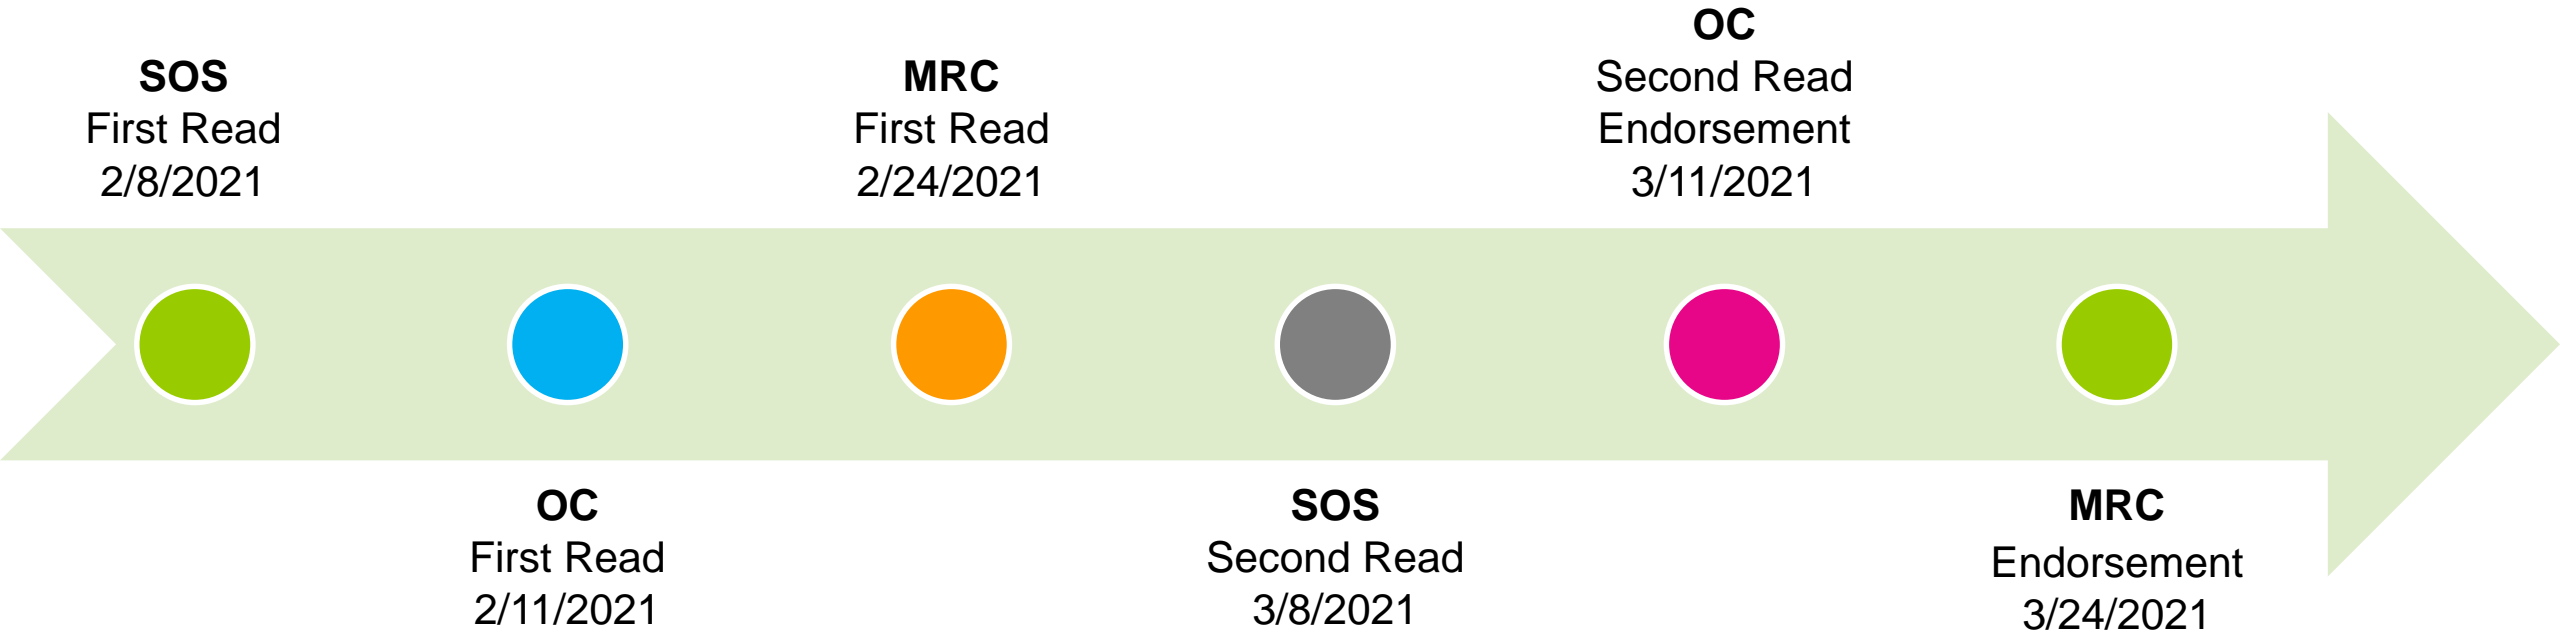 SOS
First Read
2/8/2021
OC
First Read
2/11/2021
MRC
First Read
2/24/2021
SOS
Second Read
3/8/2021
OC
Second Read
Endorsement
3/11/2021
MRC
Endorsement
3/24/2021